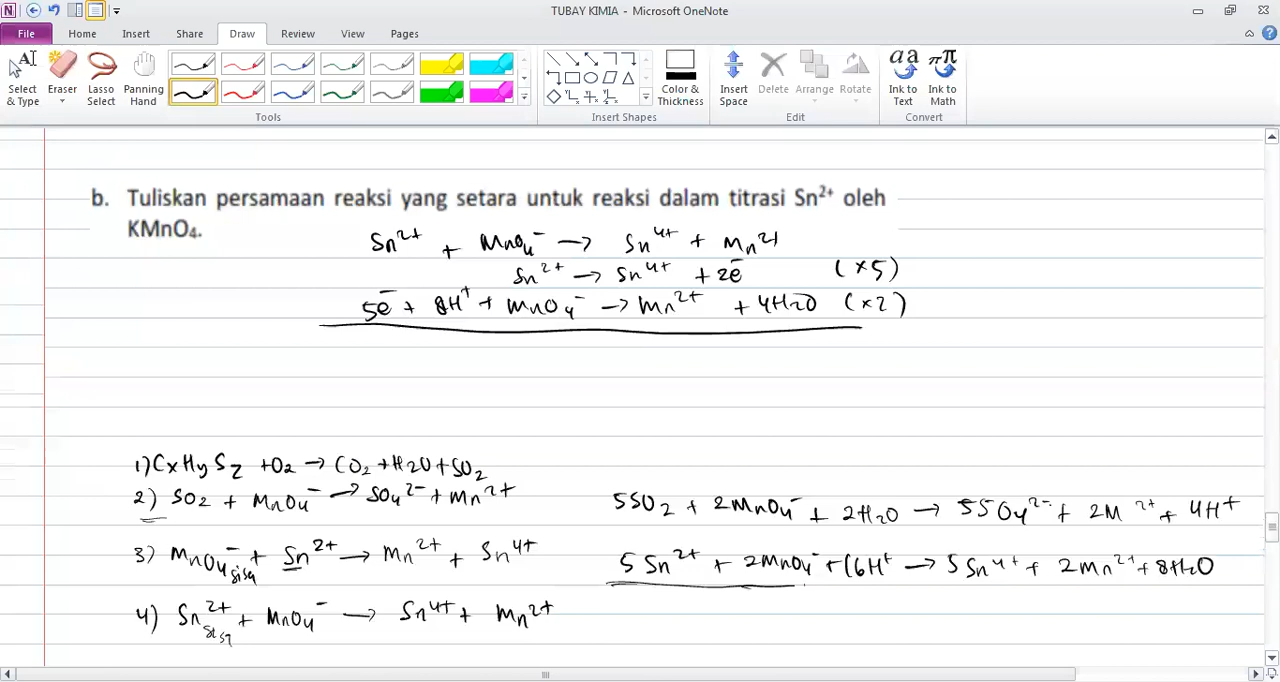 TUBAY KIMIA - Microsoft OneNote
File Home Insert Share Draw Review View Pages
Select & Type
Eraser
Lasso Select
Panning Hand
Color & Thickness
Insert Space
Delete
Arrange
Rotate
Ink to Text
Ink to Math
Tools
Insert Shapes
Edit
Convert
b. Tuliskan persamaan reaksi yang setara untuk reaksi dalam titrasi Sn²⁺ oleh
KMnO₄.
Sn²⁺ + MnO₄⁻ → Sn⁴⁺ + Mn²⁺
Sn²⁺ → Sn⁴⁺ + 2e⁻ (×5)
5e⁻ + 8H⁺ + MnO₄⁻ → Mn²⁺ + 4H₂O (×2)
1) CxHySz + O₂ → CO₂ + H₂O + SO₂
2) SO₂ + MnO₄⁻ → SO₄²⁻ + Mn²⁺
5SO₂ + 2MnO₄⁻ + 2H₂O → 5SO₄²⁻ + 2M ²⁺ + 4H⁺
3) MnO₄⁻ sisa + Sn²⁺ → Mn²⁺ + Sn⁴⁺
5Sn²⁺ + 2MnO₄⁻ + 16H⁺ → 5Sn⁴⁺ + 2Mn²⁺ + 8H₂O
4) Sn²⁺ sisa + MnO₄⁻ → Sn⁴⁺ + Mn²⁺